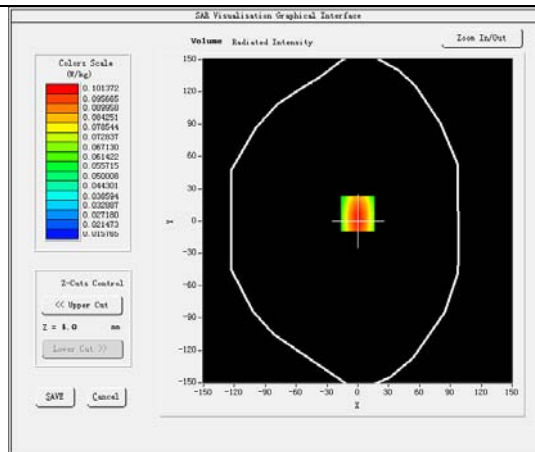 SAR Visualisation Graphical Interface
Volume Radiated Intensity
Zoom In/Out
Colors Scale
(W/kg)
0.101372
0.095665
0.089958
0.084251
0.078544
0.072837
0.067130
0.061422
0.055715
0.050008
0.044301
0.038594
0.032887
0.027180
0.021473
0.015765
Z-Cuts Control
<< Upper Cut
Z = 4.0 mm
Lower Cut >>
SAVE Cancel
150
120
90
60
30
0
-30
-60
-90
-120
-150
Y
-150 -120 -90 -60 -30 0 30 60 90 120 150
X